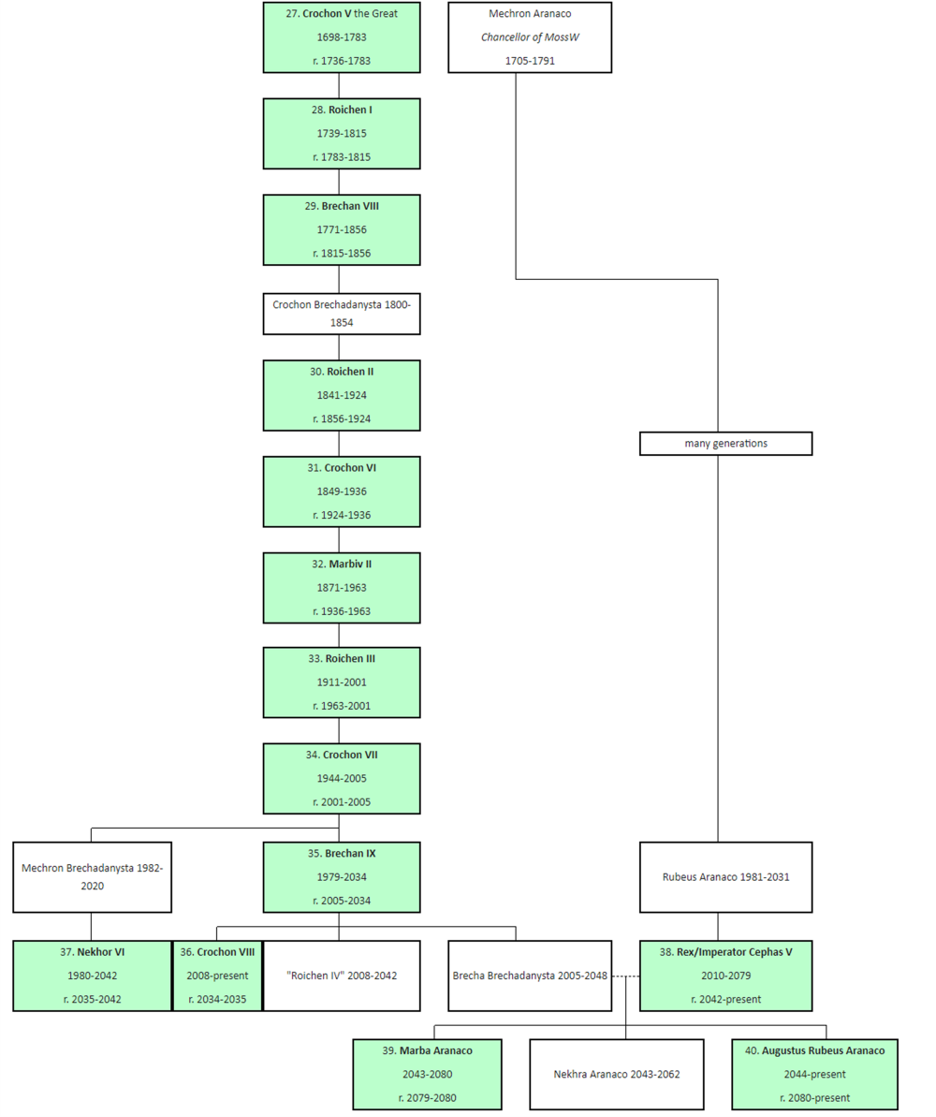 27. Crochon V the Great
1698-1783
r. 1736-1783
Mechron Aranaco
Chancellor of MossW
1705-1791
28. Roichen I
1739-1815
r. 1783-1815
29. Brechan VIII
1771-1856
r. 1815-1856
Crochon Brechadanysta 1800-
1854
30. Roichen II
1841-1924
r. 1856-1924
many generations
31. Crochon VI
1849-1936
r. 1924-1936
32. Marbiv II
1871-1963
r. 1936-1963
33. Roichen III
1911-2001
r. 1963-2001
34. Crochon VII
1944-2005
r. 2001-2005
Mechron Brechadanysta 1982-
2020
35. Brechan IX
1979-2034
r. 2005-2034
Rubeus Aranaco 1981-2031
37. Nekhor VI
1980-2042
r. 2035-2042
36. Crochon VIII
2008-present
r. 2034-2035
"Roichen IV" 2008-2042
Brecha Brechadanysta 2005-2048
38. Rex/Imperator Cephas V
2010-2079
r. 2042-present
39. Marba Aranaco
2043-2080
r. 2079-2080
Nekhra Aranaco 2043-2062
40. Augustus Rubeus Aranaco
2044-present
r. 2080-present